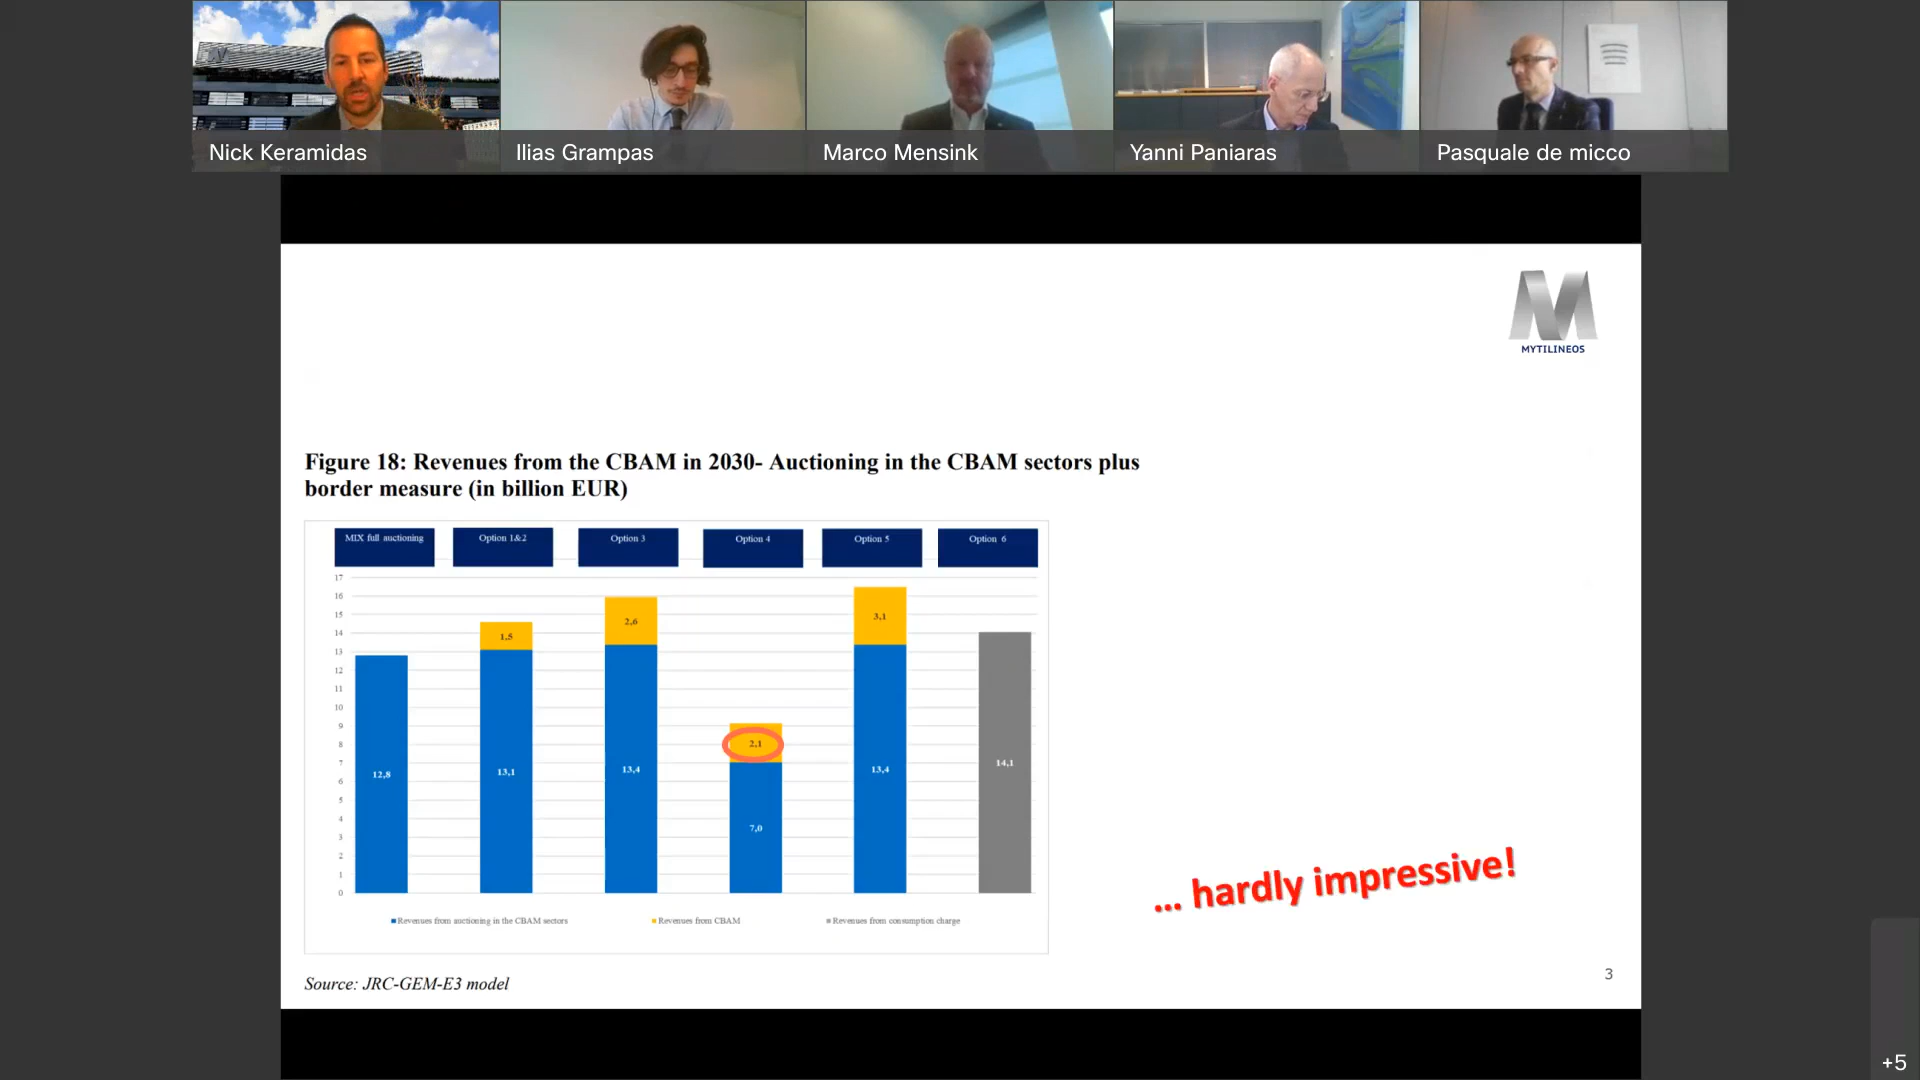 Nick Keramidas
Ilias Grampas
Marco Mensink
Yanni Paniaras
Pasquale de micco
MYTILINEOS
Figure 18: Revenues from the CBAM in 2030- Auctioning in the CBAM sectors plus
border measure (in billion EUR)
MIX full auctioning
Option 1&2
Option 3
Option 4
Option 5
Option 6
17
16
15
14
13
12
11
10
9
8
7
6
5
4
3
2
1
0
12,8
1,5
13,1
2,6
13,4
2,1
7,0
3,1
13,4
14,1
Revenues from auctioning in the CBAM sectors
Revenues from CBAM
Revenues from consumption charge
... hardly impressive!
Source: JRC-GEM-E3 model
3
+5